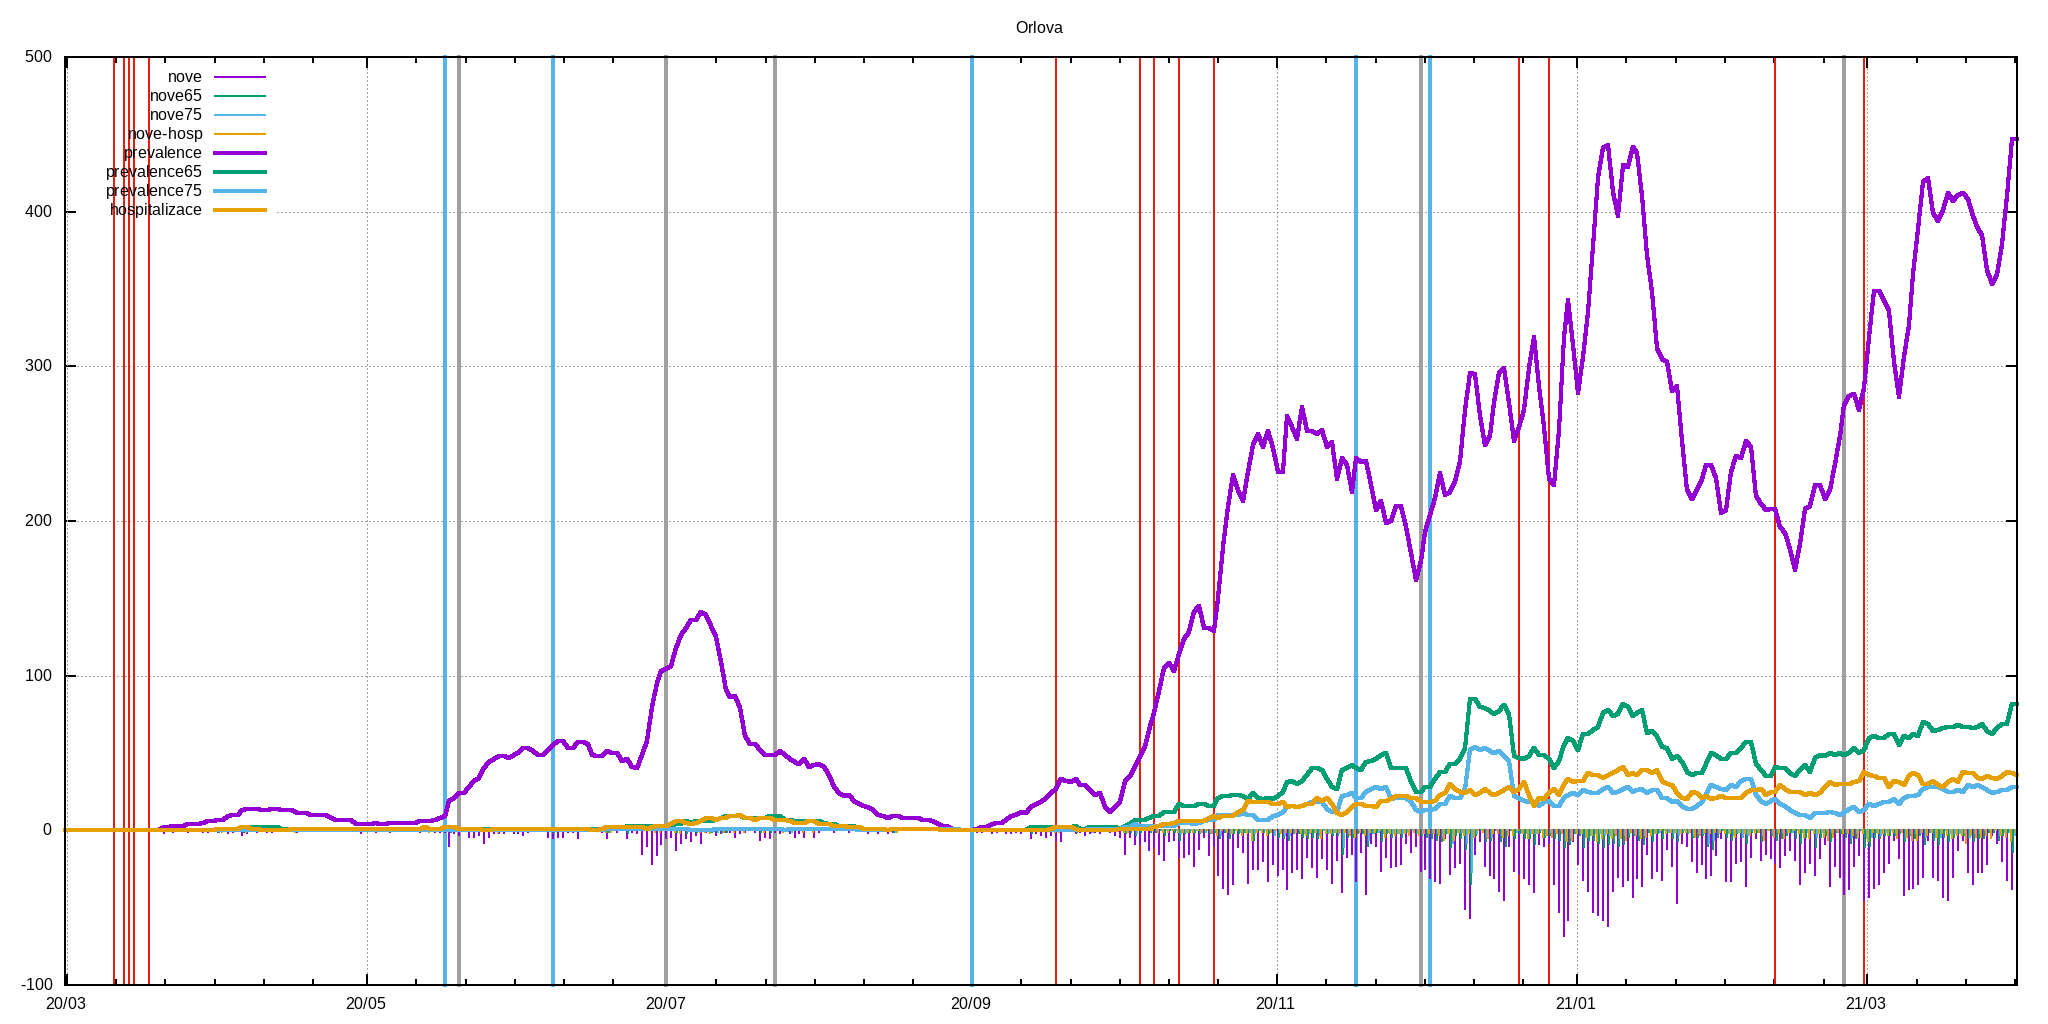 Orlova
500
nove
nove65
nove75
nove-hosp
prevalence
prevalence65
prevalence75
hospitalizace
400
300
200
100
0
-100
20/03 20/05 20/07 20/09 20/11 21/01 21/03